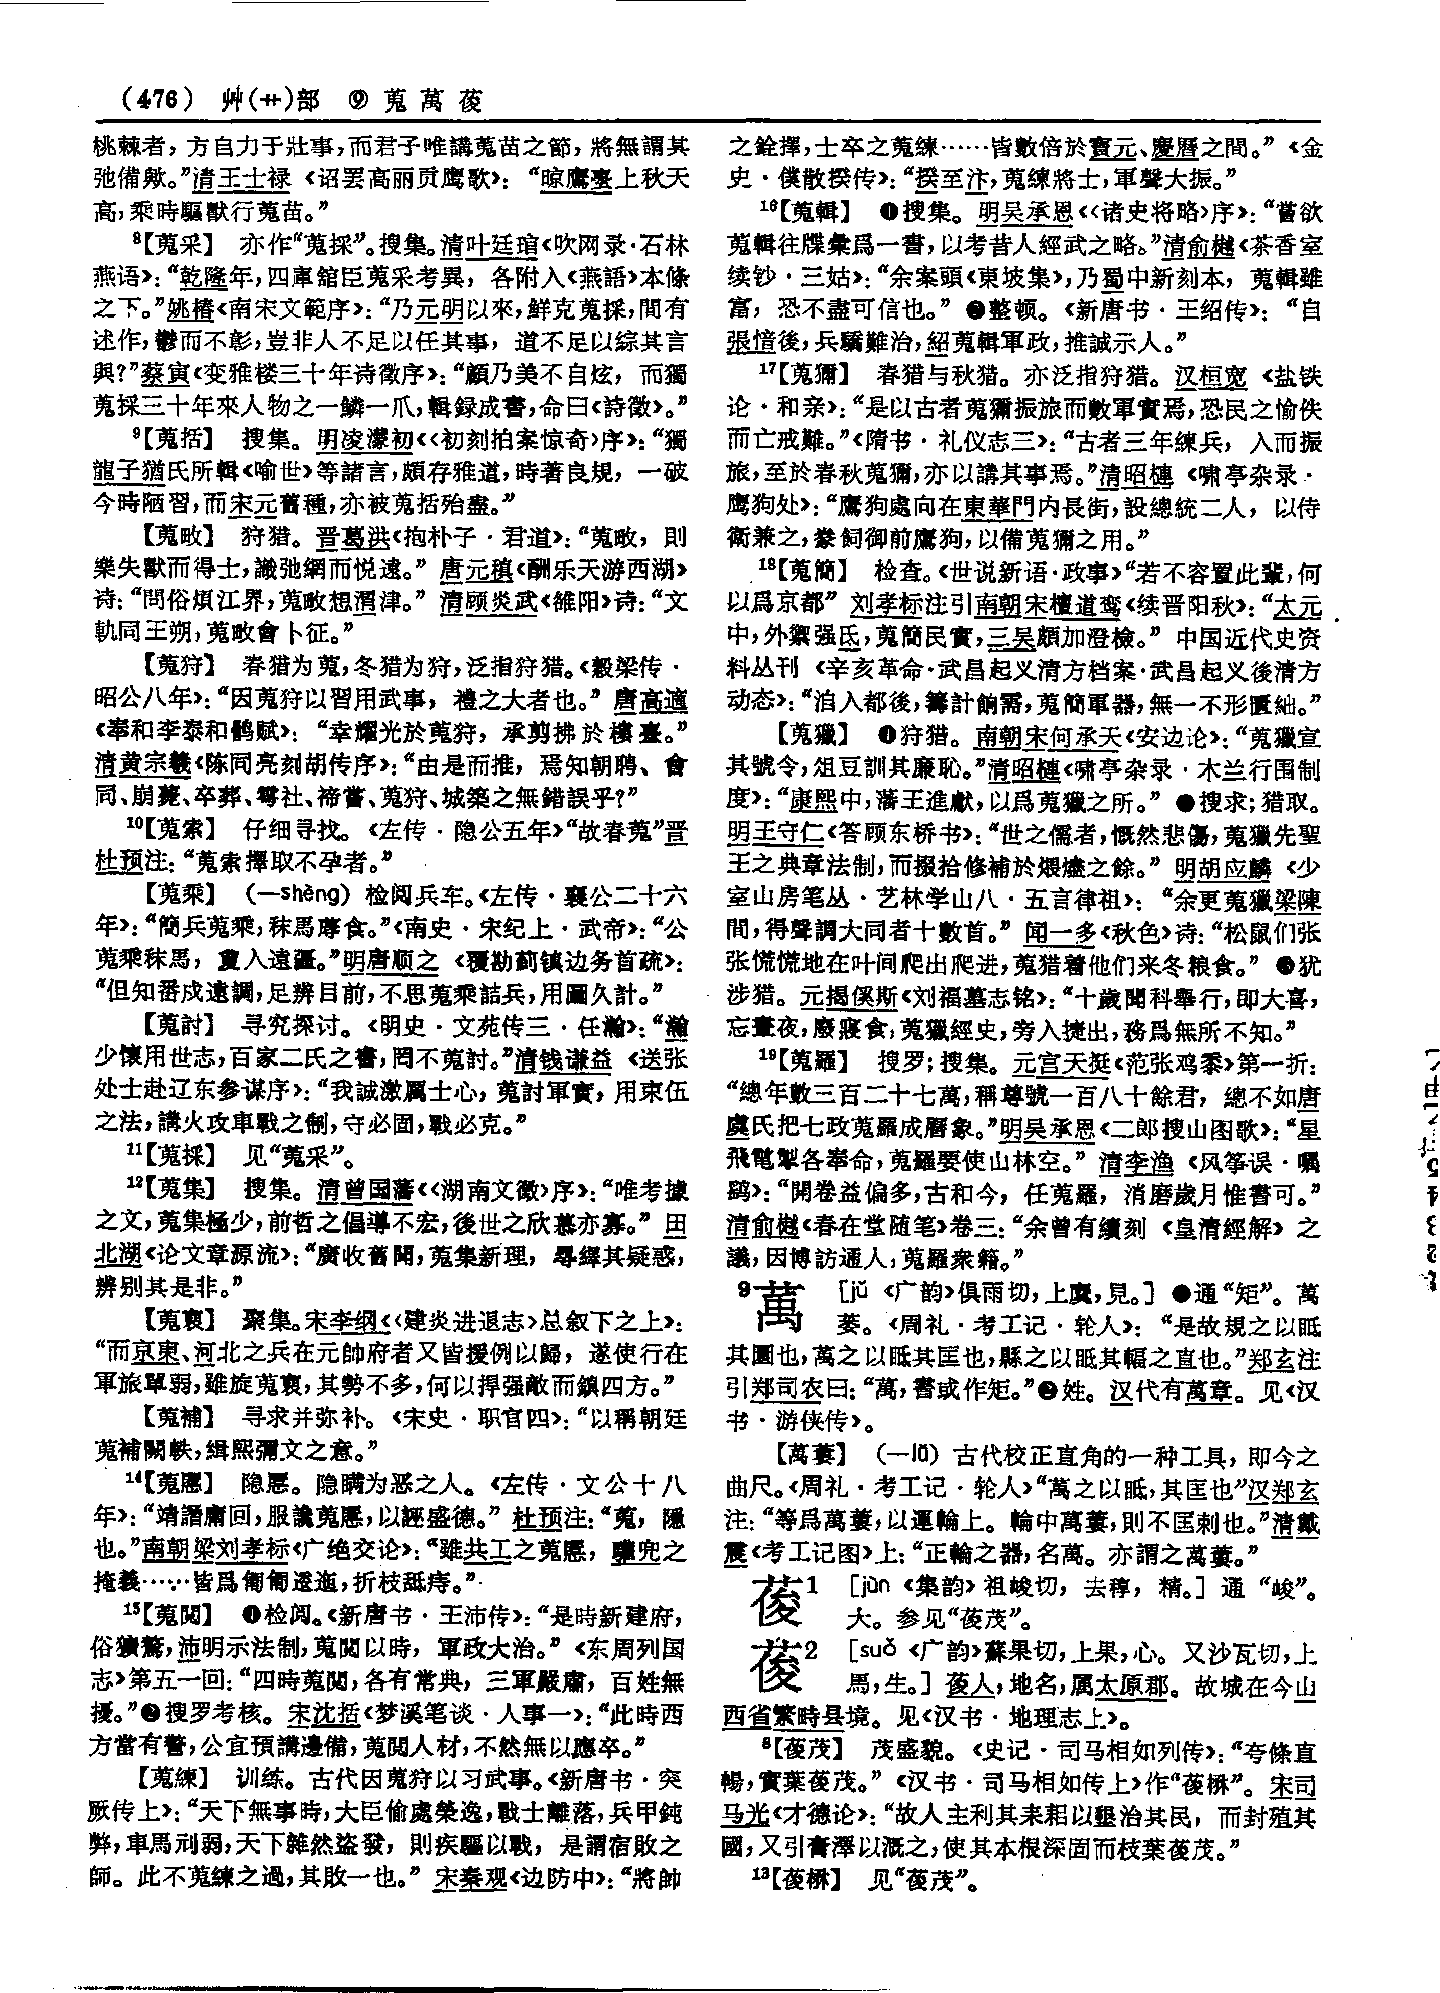 (476) 艸(艹)部 ⑨ 蒐萭葰
桃棘者，方自力于壯事，而君子唯講蒐苗之節，將無謂其
弛備歟。”清王士禄《诏罢高丽贡鹰歌》：“晾鷹臺上秋天
高，乘時驅獸行蒐苗。”
⁸【蒐采】 亦作“蒐採”。搜集。清叶廷琯《吹网录·石林
燕语》：“乾隆年，四庫舘臣蒐采考異，各附入《燕語》本條
之下。”姚椿《南宋文範序》：“乃元明以來，鮮克蒐採，間有
述作，鬱而不彰，豈非人不足以任其事，道不足以綜其言
與？”蔡寅《变雅楼三十年诗徵序》：“顧乃美不自炫，而獨
蒐採三十年來人物之一鱗一爪，輯録成書，命曰《詩徵》。”
⁹【蒐括】 搜集。明凌濛初《〈初刻拍案惊奇〉序》：“獨
龍子猶氏所輯《喻世》等諸言，頗存雅道，時著良規，一破
今時陋習，而宋元舊種，亦被蒐括殆盡。”
【蒐畋】 狩猎。晋葛洪《抱朴子·君道》：“蒐畋，則
樂失獸而得士，識弛網而悦遠。”唐元稹《酬乐天游西湖》
诗：“問俗煩江界，蒐畋想渭津。”清顾炎武《雒阳》诗：“文
軌同王朔，蒐畋會卜征。”
【蒐狩】 春猎为蒐，冬猎为狩，泛指狩猎。《穀梁传·
昭公八年》：“因蒐狩以習用武事，禮之大者也。”唐高適
《奉和李泰和鹘赋》：“幸耀光於蒐狩，承剪拂於樓臺。”
清黄宗羲《陈同亮刻胡传序》：“由是而推，焉知朝聘、會
同、崩薨、卒葬、雩社、禘嘗、蒐狩、城築之無錯誤乎？”
¹⁰【蒐索】 仔细寻找。《左传·隐公五年》“故春蒐”晋
杜预注：“蒐索擇取不孕者。”
【蒐乘】 （—shèng）检阅兵车。《左传·襄公二十六
年》：“簡兵蒐乘，秣馬蓐食。”《南史·宋纪上·武帝》：“公
蒐乘秣馬，敻入遠疆。”明唐顺之《覆勘蓟镇边务首疏》：
“但知番戍遠調，足辨目前，不思蒐乘詰兵，用圖久計。”
【蒐討】 寻究探讨。《明史·文苑传三·任瀚》：“瀚
少懷用世志，百家二氏之書，罔不蒐討。”清钱谦益《送张
处士赴辽东参谋序》：“我誠激厲士心，蒐討軍實，用束伍
之法，講火攻車戰之制，守必固，戰必克。”
¹¹【蒐採】 见“蒐采”。
¹²【蒐集】 搜集。清曾国藩《〈湖南文徵〉序》：“唯考據
之文，蒐集極少，前哲之倡導不宏，後世之欣慕亦寡。”田
北湖《论文章源流》：“廣收舊聞，蒐集新理，尋繹其疑惑，
辨别其是非。”
【蒐裒】 聚集。宋李纲《〈建炎进退志〉总叙下之上》：
“而京東、河北之兵在元帥府者又皆援例以歸，遂使行在
軍旅單弱，雖旋蒐裒，其勢不多，何以捍强敵而鎮四方。”
【蒐補】 寻求并弥补。《宋史·职官四》：“以稱朝廷
蒐補闕軼，緝熙彌文之意。”
¹⁴【蒐慝】 隐慝。隐瞒为恶之人。《左传·文公十八
年》：“靖譖庸回，服讒蒐慝，以誣盛德。”杜预注：“蒐，隱
也。”南朝梁刘孝标《广绝交论》：“雖共工之蒐慝，驩兜之
掩義……皆爲匍匐逶迤，折枝舐痔。”
¹⁵【蒐閱】 ❶检阅。《新唐书·王沛传》：“是時新建府，
俗獷驁，沛明示法制，蒐閱以時，軍政大治。”《东周列国
志》第五一回：“四時蒐閱，各有常典，三軍嚴肅，百姓無
擾。”❷搜罗考核。宋沈括《梦溪笔谈·人事一》：“此時西
方當有警，公宜預講邊備，蒐閱人材，不然無以應卒。”
【蒐練】 训练。古代因蒐狩以习武事。《新唐书·突
厥传上》：“天下無事時，大臣偷處榮逸，戰士離落，兵甲鈍
弊，車馬刓弱，天下雜然盜發，則疾驅以戰，是謂宿敗之
師。此不蒐練之過，其敗一也。”宋秦观《边防中》：“將帥
之銓擇，士卒之蒐練……皆數倍於寶元、慶曆之間。”《金
史·僕散揆传》：“揆至汴，蒐練將士，軍聲大振。”
¹⁶【蒐輯】 ❶搜集。明吴承恩《〈诸史将略〉序》：“舊欲
蒐輯往牒彙爲一書，以考昔人經武之略。”清俞樾《茶香室
续钞·三姑》：“余案頭《東坡集》，乃蜀中新刻本，蒐輯雖
富，恐不盡可信也。”❷整顿。《新唐书·王绍传》：“自
張愔後，兵驕難治，紹蒐輯軍政，推誠示人。”
¹⁷【蒐獮】 春猎与秋猎。亦泛指狩猎。汉桓宽《盐铁
论·和亲》：“是以古者蒐獮振旅而數軍實焉，恐民之愉佚
而亡戒難。”《隋书·礼仪志三》：“古者三年練兵，入而振
旅，至於春秋蒐獮，亦以講其事焉。”清昭梿《啸亭杂录·
鹰狗处》：“鷹狗處向在東華門内長街，設總統二人，以侍
衛兼之，豢飼御前鷹狗，以備蒐獮之用。”
¹⁸【蒐簡】 检查。《世说新语·政事》“若不容置此輩，何
以爲京都”刘孝标注引南朝宋檀道鸾《续晋阳秋》：“太元
中，外禦强氐，蒐簡民實，三吴頗加澄檢。”中国近代史资
料丛刊《辛亥革命·武昌起义清方档案·武昌起义後清方
动态》：“洎入都後，籌計餉需，蒐簡軍器，無一不形匱絀。”
【蒐獵】 ❶狩猎。南朝宋何承天《安边论》：“蒐獵宣
其號令，俎豆訓其廉恥。”清昭梿《啸亭杂录·木兰行围制
度》：“康熙中，藩王進獻，以爲蒐獵之所。”❷搜求；猎取。
明王守仁《答顾东桥书》：“世之儒者，慨然悲傷，蒐獵先聖
王之典章法制，而掇拾修補於煨燼之餘。”明胡应麟《少
室山房笔丛·艺林学山八·五言律祖》：“余更蒐獵梁陳
間，得聲調大同者十數首。”闻一多《秋色》诗：“松鼠们张
张慌慌地在叶间爬出爬进，蒐猎着他们来冬粮食。”❸犹
涉猎。元揭傒斯《刘福墓志铭》：“十歲聞科舉行，即大喜，
忘晝夜，廢寢食，蒐獵經史，旁入捷出，務爲無所不知。”
¹⁹【蒐羅】 搜罗；搜集。元宫天挺《范张鸡黍》第一折：
“總年數三百二十七萬，稱尊號一百八十餘君，總不如唐
虞氏把七政蒐羅成曆象。”明吴承恩《二郎搜山图歌》：“星
飛電掣各奉命，蒐羅要使山林空。”清李渔《风筝误·嘱
鹞》：“開卷益偏多，古和今，任蒐羅，消磨歲月惟書可。”
清俞樾《春在堂随笔》卷三：“余曾有續刻《皇清經解》之
議，因博訪通人，蒐羅衆籍。”
⁹萭 [jǔ 《广韵》俱雨切，上麌，見。] ❶通“矩”。萭
蒌。《周礼·考工记·轮人》：“是故規之以眡
其圜也，萭之以眡其匡也，縣之以眡其輻之直也。”郑玄注
引郑司农曰：“萭，書或作矩。”❷姓。汉代有萭章。见《汉
书·游侠传》。
【萭蔞】 （—lǚ）古代校正直角的一种工具，即今之
曲尺。《周礼·考工记·轮人》“萭之以眡，其匡也”汉郑玄
注：“等爲萭蔞，以運輪上。輪中萭蔞，則不匡刺也。”清戴
震《考工记图》上：“正輪之器，名萭。亦謂之萭蔞。”
葰¹ [jùn 《集韵》祖峻切，去稕，精。] 通“峻”。
大。参见“葰茂”。
葰² [suǒ 《广韵》蘇果切，上果，心。又沙瓦切，上
馬，生。] 葰人，地名，属太原郡。故城在今山
西省繁畤县境。见《汉书·地理志上》。
⁸【葰茂】 茂盛貌。《史记·司马相如列传》：“夸條直
暢，實葉葰茂。”《汉书·司马相如传上》作“葰楙”。宋司
马光《才德论》：“故人主利其耒耜以墾治其民，而封殖其
國，又引膏澤以溉之，使其本根深固而枝葉葰茂。”
¹³【葰楙】 见“葰茂”。